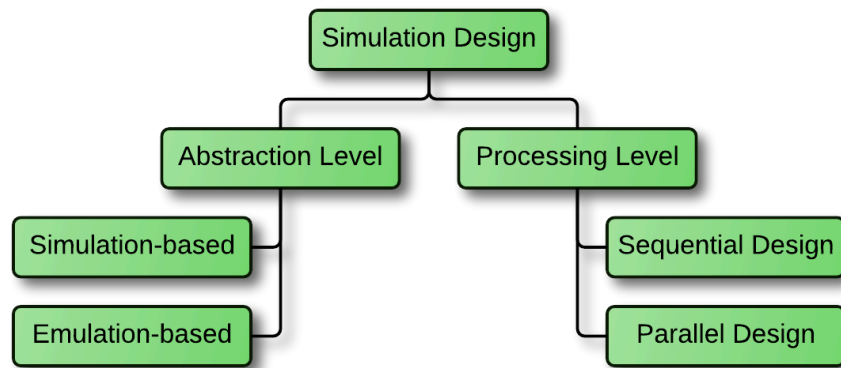 Simulation Design
Abstraction Level
Processing Level
Simulation-based
Sequential Design
Emulation-based
Parallel Design